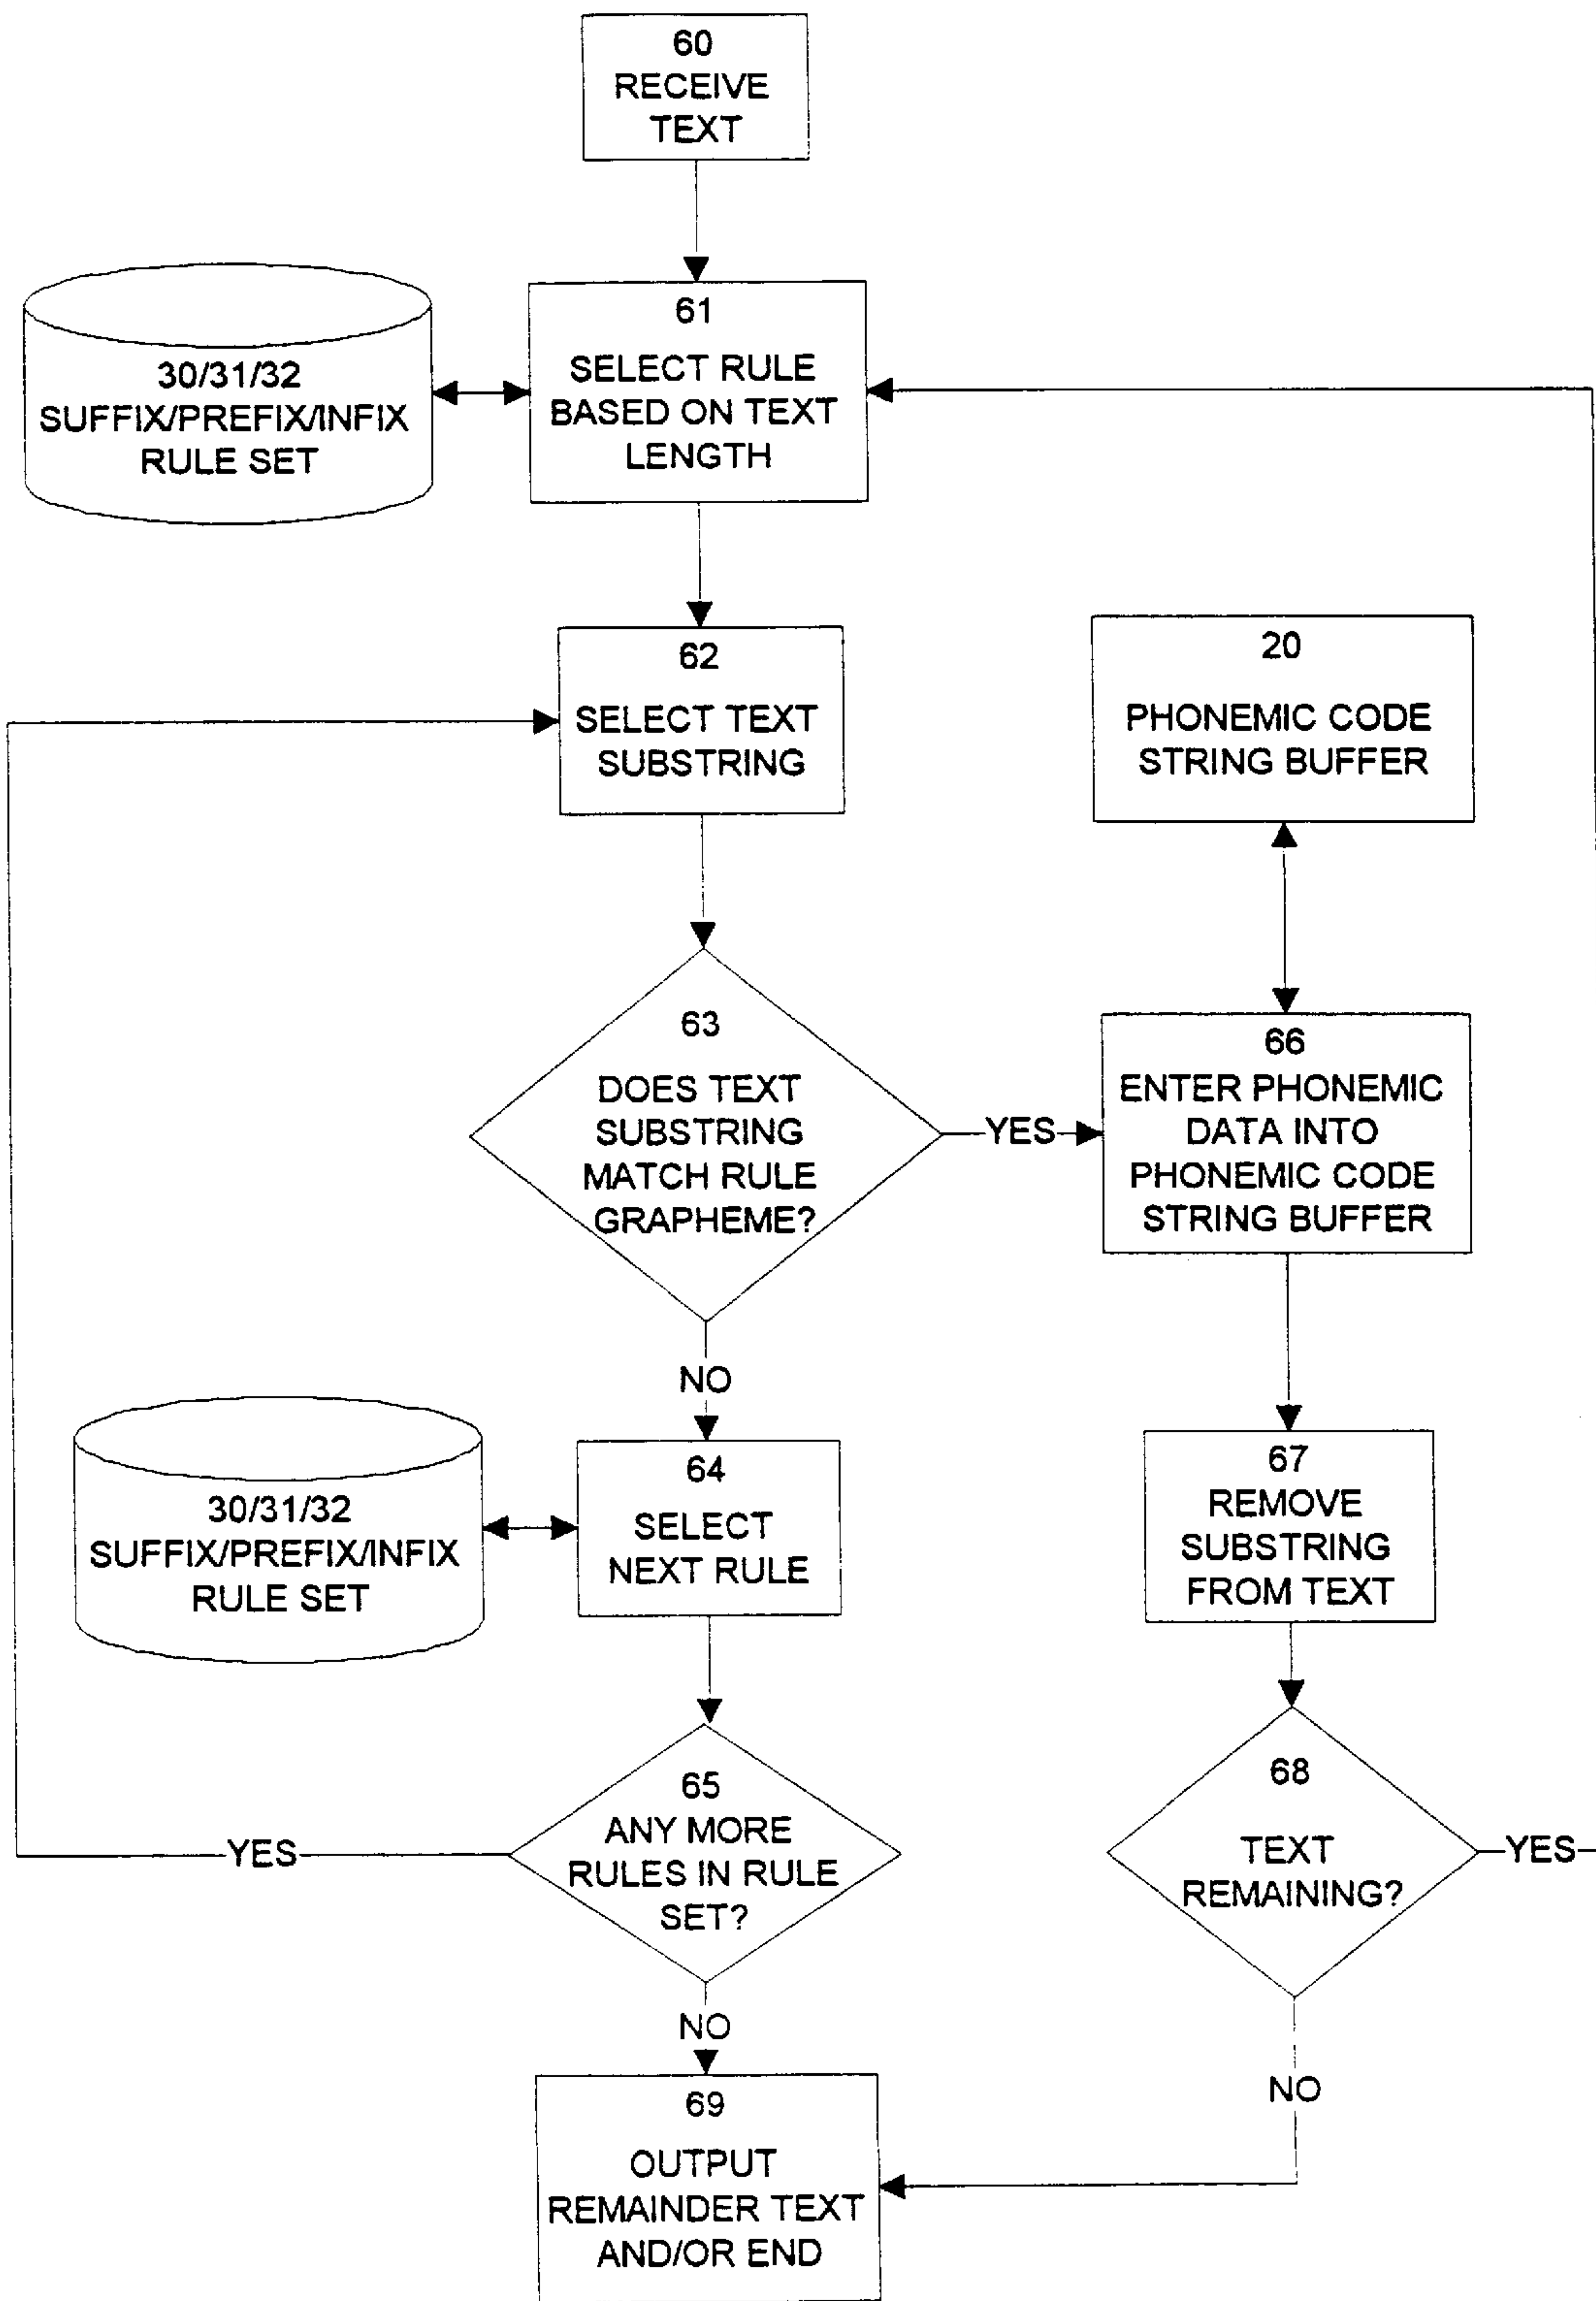 60
RECEIVE
TEXT
61
SELECT RULE
BASED ON TEXT
LENGTH
30/31/32
SUFFIX/PREFIX/INFIX
RULE SET
62
SELECT TEXT
SUBSTRING
20
PHONEMIC CODE
STRING BUFFER
63
DOES TEXT
SUBSTRING
MATCH RULE
GRAPHEME?
YES
66
ENTER PHONEMIC
DATA INTO
PHONEMIC CODE
STRING BUFFER
NO
64
SELECT
NEXT RULE
30/31/32
SUFFIX/PREFIX/INFIX
RULE SET
67
REMOVE
SUBSTRING
FROM TEXT
65
ANY MORE
RULES IN RULE
SET?
YES
68
TEXT
REMAINING?
YES
NO
NO
69
OUTPUT
REMAINDER TEXT
AND/OR END